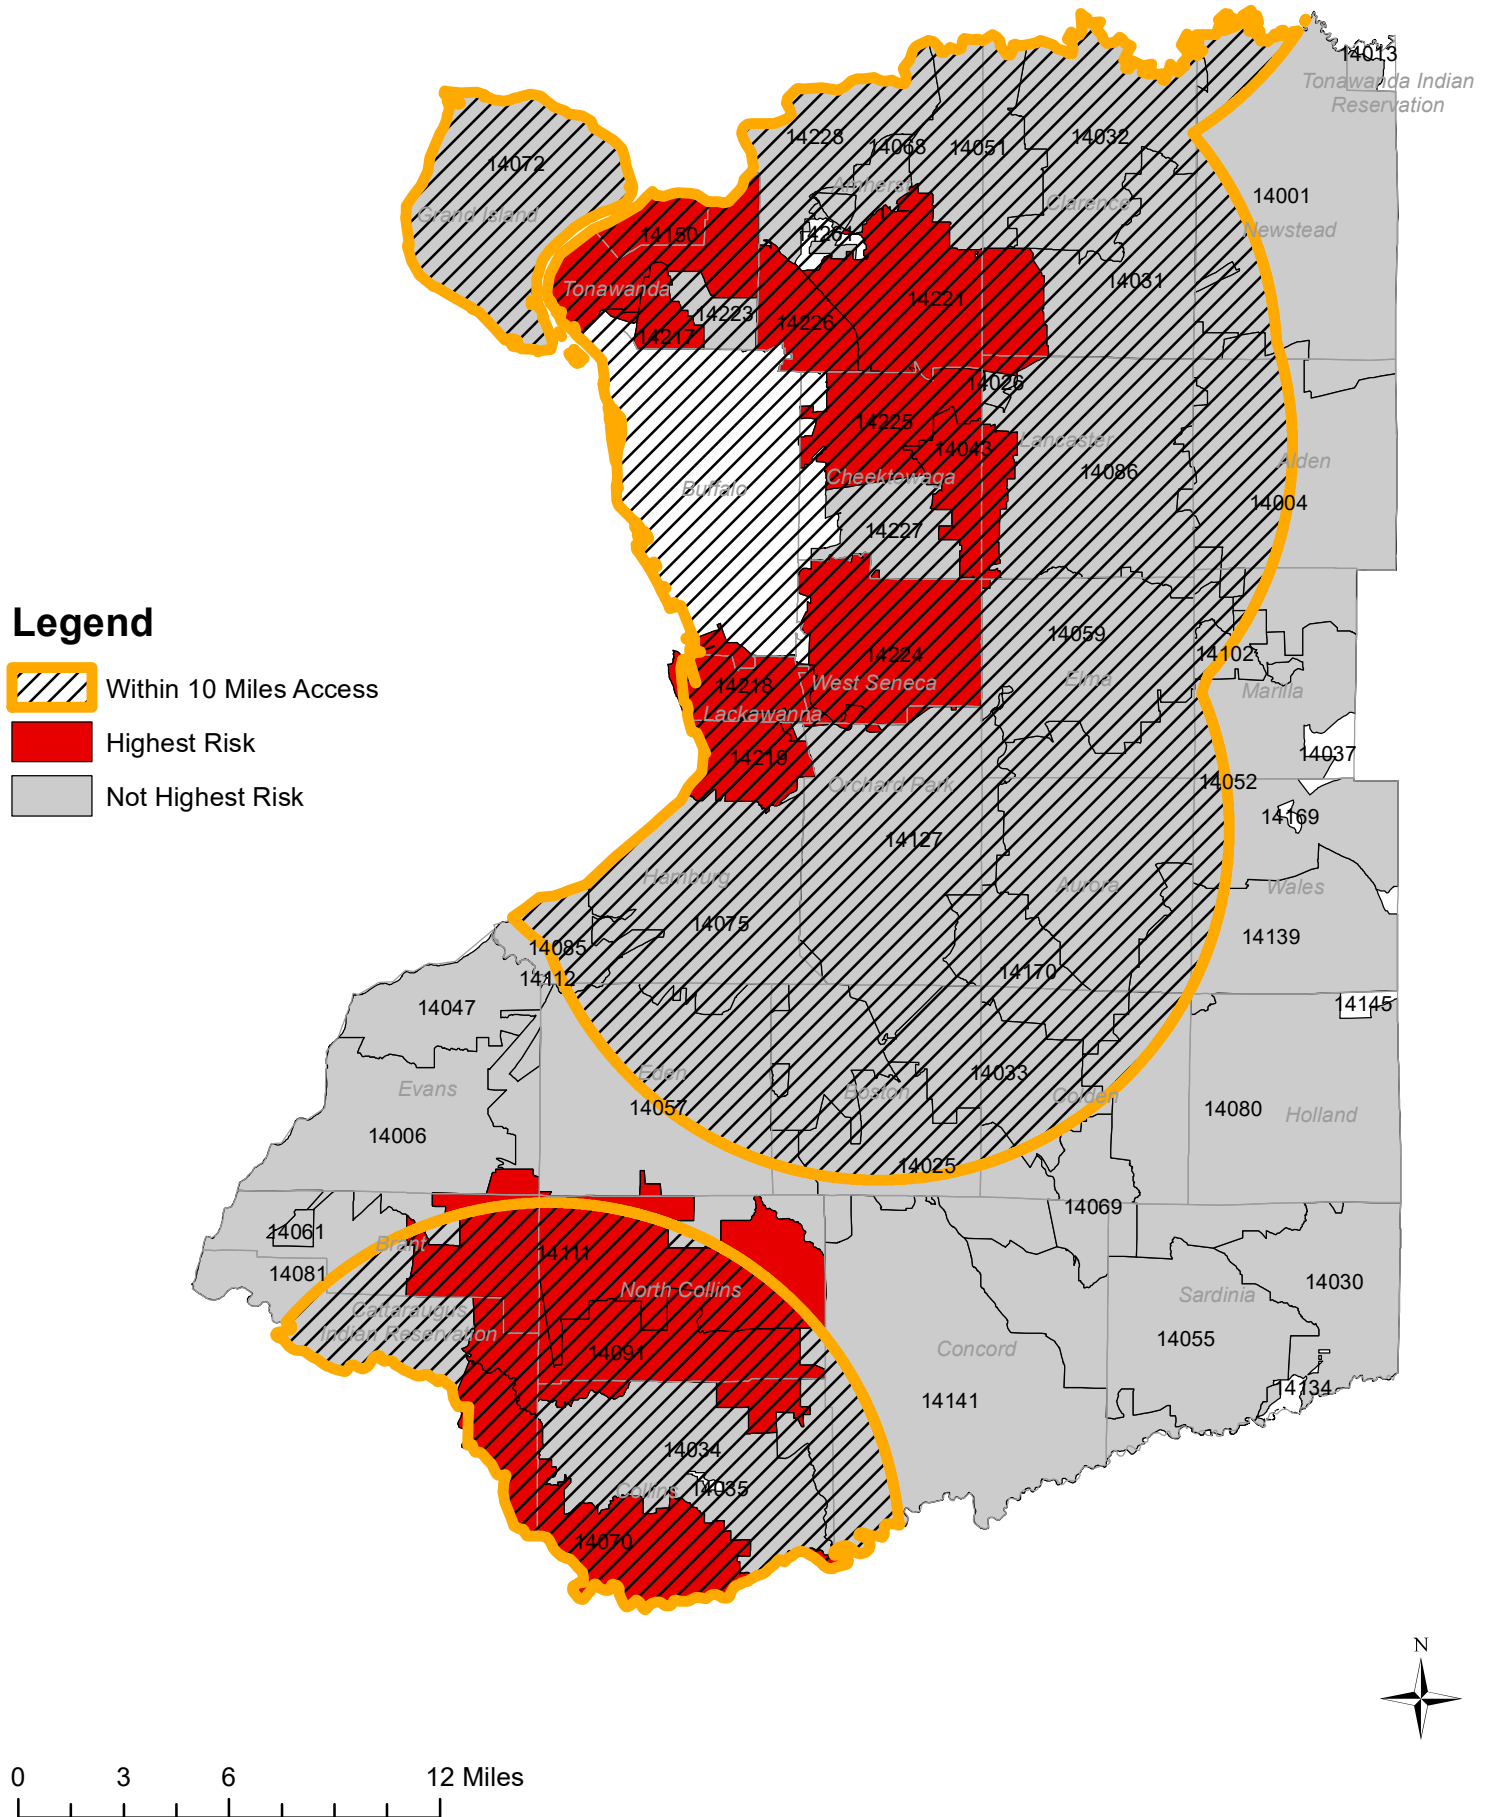 14013
Tonawanda Indian
Reservation
14228
14068
14051
14032
14072
Amherst
Clarence
14001
Grand Island
Newstead
14150
14261
14031
Tonawanda
14221
14223
14226
14217
14026
14225
Lancaster
14043
Alden
14086
Cheektowaga
Buffalo
14004
14227
Legend
Within 10 Miles Access
Highest Risk
Not Highest Risk
14059
14224
14102
Elma
West Seneca
14218
Marilla
Lackawanna
14219
14037
14052
Orchard Park
14169
14127
Hamburg
Aurora
Wales
14075
14139
14085
14170
14112
14047
14145
Eden
14033
Evans
Boston
Colden
14057
14080
Holland
14006
14025
14069
14061
Brant
14111
14081
North Collins
14030
Sardinia
Cattaraugus
Indian Reservation
14055
14091
Concord
14134
14141
14034
Collins
14035
14070
N
0 3 6 12 Miles